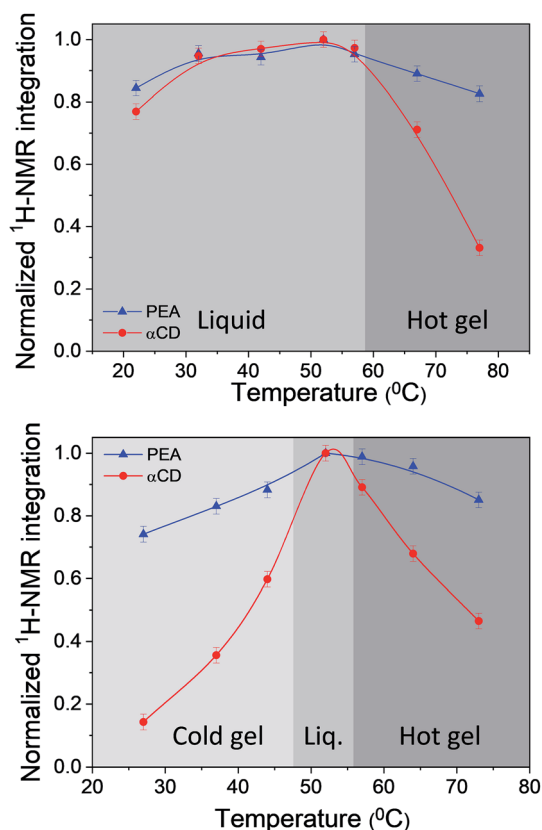 Normalized ¹H-NMR integration
1.0
0.8
0.6
0.4
0.2
0.0
PEA
αCD
Liquid
Hot gel
20 30 40 50 60 70 80
Temperature (⁰C)
Normalized ¹H-NMR integration
1.0
0.8
0.6
0.4
0.2
0.0
PEA
αCD
Cold gel
Liq.
Hot gel
20 30 40 50 60 70 80
Temperature (⁰C)